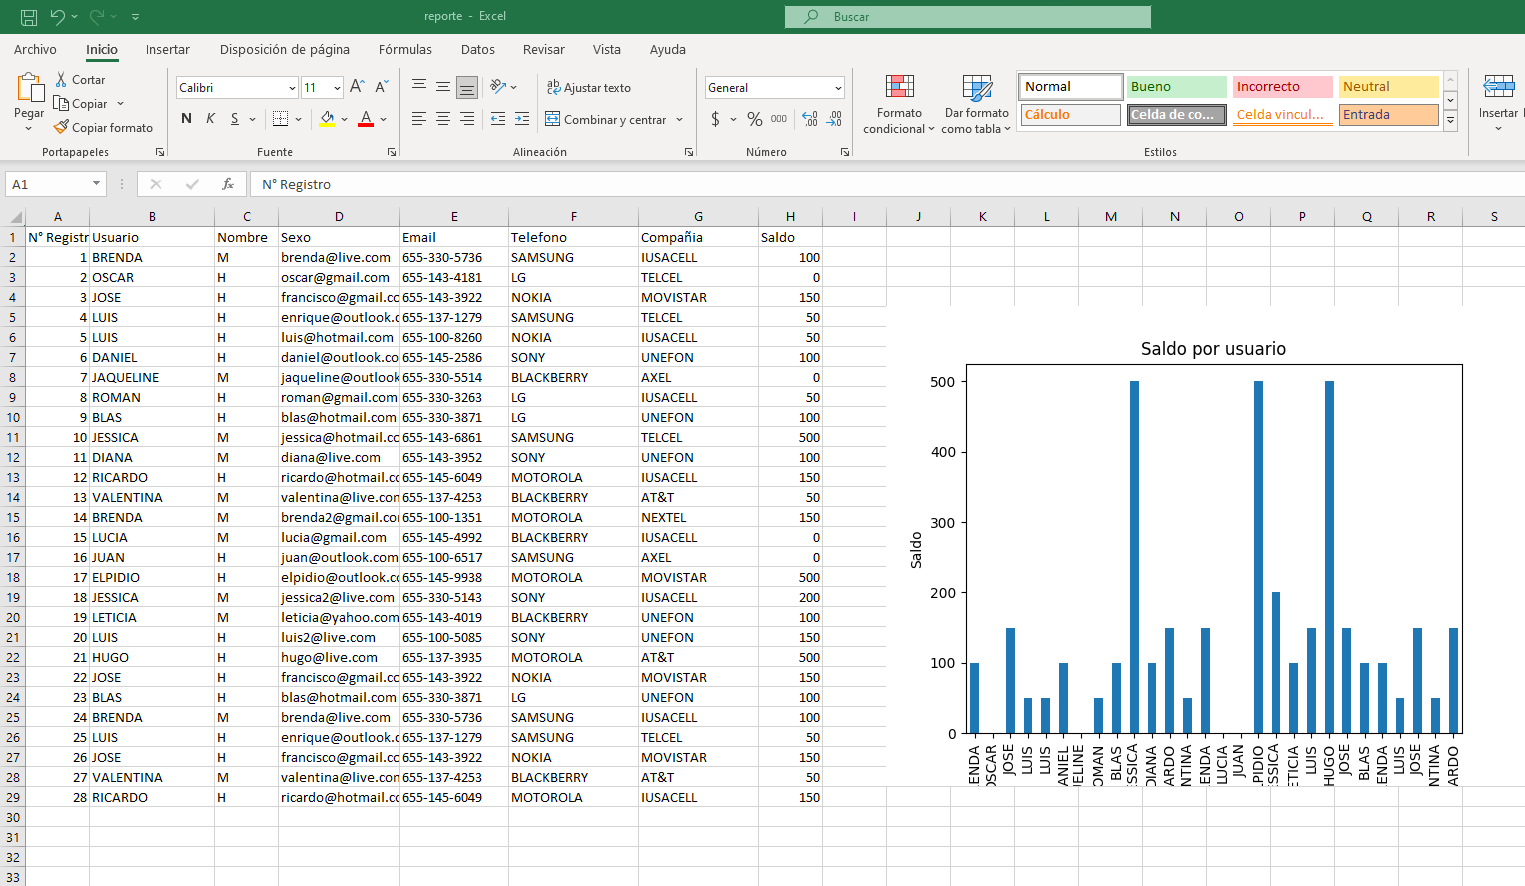 reporte - Excel
Buscar
Archivo Inicio Insertar Disposición de página Fórmulas Datos Revisar Vista Ayuda
Pegar
Cortar
Copiar
Copiar formato
Portapapeles
Calibri 11
N K S
Fuente
Ajustar texto
Combinar y centrar
Alineación
General
$ % 000
Número
Formato condicional
Dar formato como tabla
Normal Bueno Incorrecto Neutral
Cálculo Celda de co... Celda vincul... Entrada
Estilos
Insertar
A1 fx N° Registro
A B C D E F G H I J K L M N O P Q R S
1 N° Registr Usuario Nombre Sexo Email Telefono Compañia Saldo
2 1 BRENDA M brenda@live.com 655-330-5736 SAMSUNG IUSACELL 100
3 2 OSCAR H oscar@gmail.com 655-143-4181 LG TELCEL 0
4 3 JOSE H francisco@gmail.co 655-143-3922 NOKIA MOVISTAR 150
5 4 LUIS H enrique@outlook.c 655-137-1279 SAMSUNG TELCEL 50
6 5 LUIS H luis@hotmail.com 655-100-8260 NOKIA IUSACELL 50
7 6 DANIEL H daniel@outlook.co 655-145-2586 SONY UNEFON 100
8 7 JAQUELINE M jaqueline@outlook 655-330-5514 BLACKBERRY AXEL 0
9 8 ROMAN H roman@gmail.com 655-330-3263 LG IUSACELL 50
10 9 BLAS H blas@hotmail.com 655-330-3871 LG UNEFON 100
11 10 JESSICA M jessica@hotmail.co 655-143-6861 SAMSUNG TELCEL 500
12 11 DIANA M diana@live.com 655-143-3952 SONY UNEFON 100
13 12 RICARDO H ricardo@hotmail.co 655-145-6049 MOTOROLA IUSACELL 150
14 13 VALENTINA M valentina@live.com 655-137-4253 BLACKBERRY AT&T 50
15 14 BRENDA M brenda2@gmail.co 655-100-1351 MOTOROLA NEXTEL 150
16 15 LUCIA M lucia@gmail.com 655-145-4992 BLACKBERRY IUSACELL 0
17 16 JUAN H juan@outlook.com 655-100-6517 SAMSUNG AXEL 0
18 17 ELPIDIO H elpidio@outlook.co 655-145-9938 MOTOROLA MOVISTAR 500
19 18 JESSICA M jessica2@live.com 655-330-5143 SONY IUSACELL 200
20 19 LETICIA M leticia@yahoo.com 655-143-4019 BLACKBERRY UNEFON 100
21 20 LUIS H luis2@live.com 655-100-5085 SONY UNEFON 150
22 21 HUGO H hugo@live.com 655-137-3935 MOTOROLA AT&T 500
23 22 JOSE H francisco@gmail.co 655-143-3922 NOKIA MOVISTAR 150
24 23 BLAS H blas@hotmail.com 655-330-3871 LG UNEFON 100
25 24 BRENDA M brenda@live.com 655-330-5736 SAMSUNG IUSACELL 100
26 25 LUIS H enrique@outlook.c 655-137-1279 SAMSUNG TELCEL 50
27 26 JOSE H francisco@gmail.co 655-143-3922 NOKIA MOVISTAR 150
28 27 VALENTINA M valentina@live.com 655-137-4253 BLACKBERRY AT&T 50
29 28 RICARDO H ricardo@hotmail.co 655-145-6049 MOTOROLA IUSACELL 150
30
31
32
33
Saldo por usuario
Saldo
500
400
300
200
100
0
ENDA
OSCAR
JOSE
LUIS
LUIS
ANIEL
ELINE
OMAN
BLAS
SSICA
DIANA
ARDO
NTINA
ENDA
LUCIA
JUAN
PIDIO
SSICA
ETICIA
LUIS
HUGO
JOSE
BLAS
ENDA
LUIS
JOSE
NTINA
ARDO